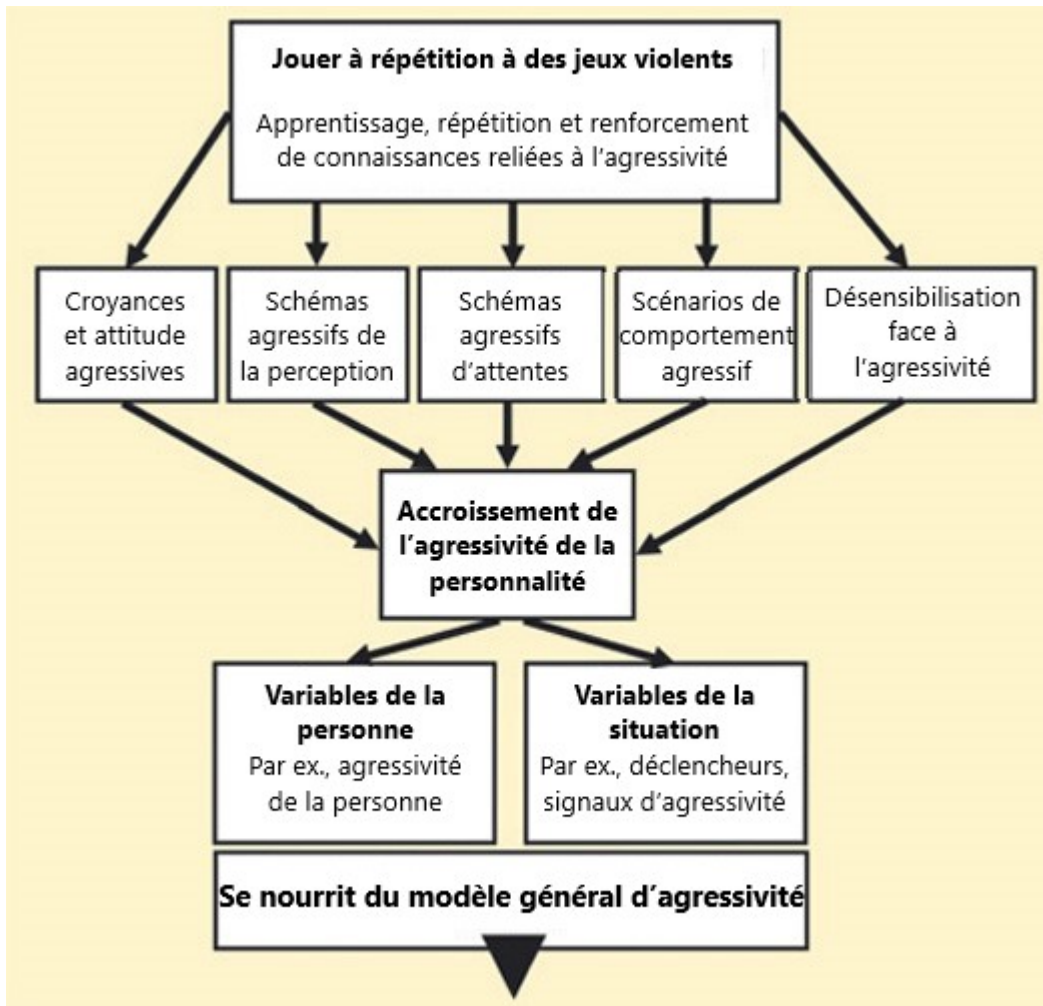 Jouer à répétition à des jeux violents
Apprentissage, répétition et renforcement
de connaissances reliées à l'agressivité
Croyances
et attitude
agressives
Schémas
agressifs de
la perception
Schémas
agressifs
d'attentes
Scénarios de
comportement
agressif
Désensibilisation
face à
l'agressivité
Accroissement de
l'agressivité de la
personnalité
Variables de la
personne
Par ex., agressivité
de la personne
Variables de la
situation
Par ex., déclencheurs,
signaux d'agressivité
Se nourrit du modèle général d'agressivité